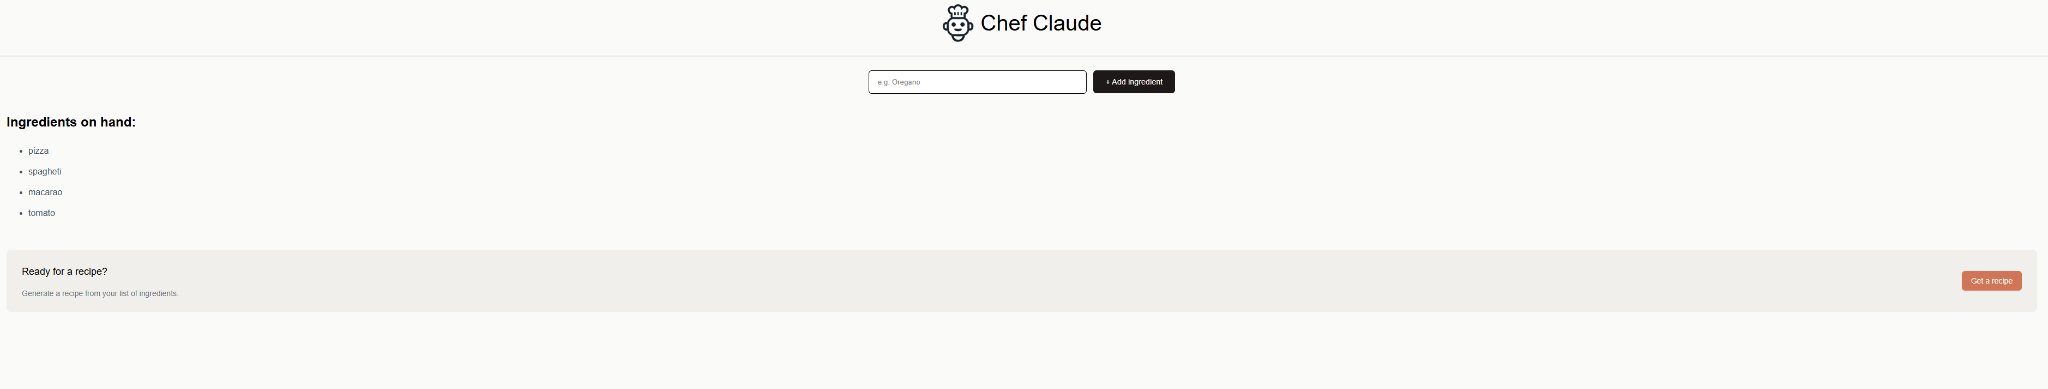 Chef Claude
e.g. Oregano
+ Add ingredient
Ingredients on hand:
pizza
spagheti
macarao
tomato
Ready for a recipe?
Generate a recipe from your list of ingredients.
Get a recipe